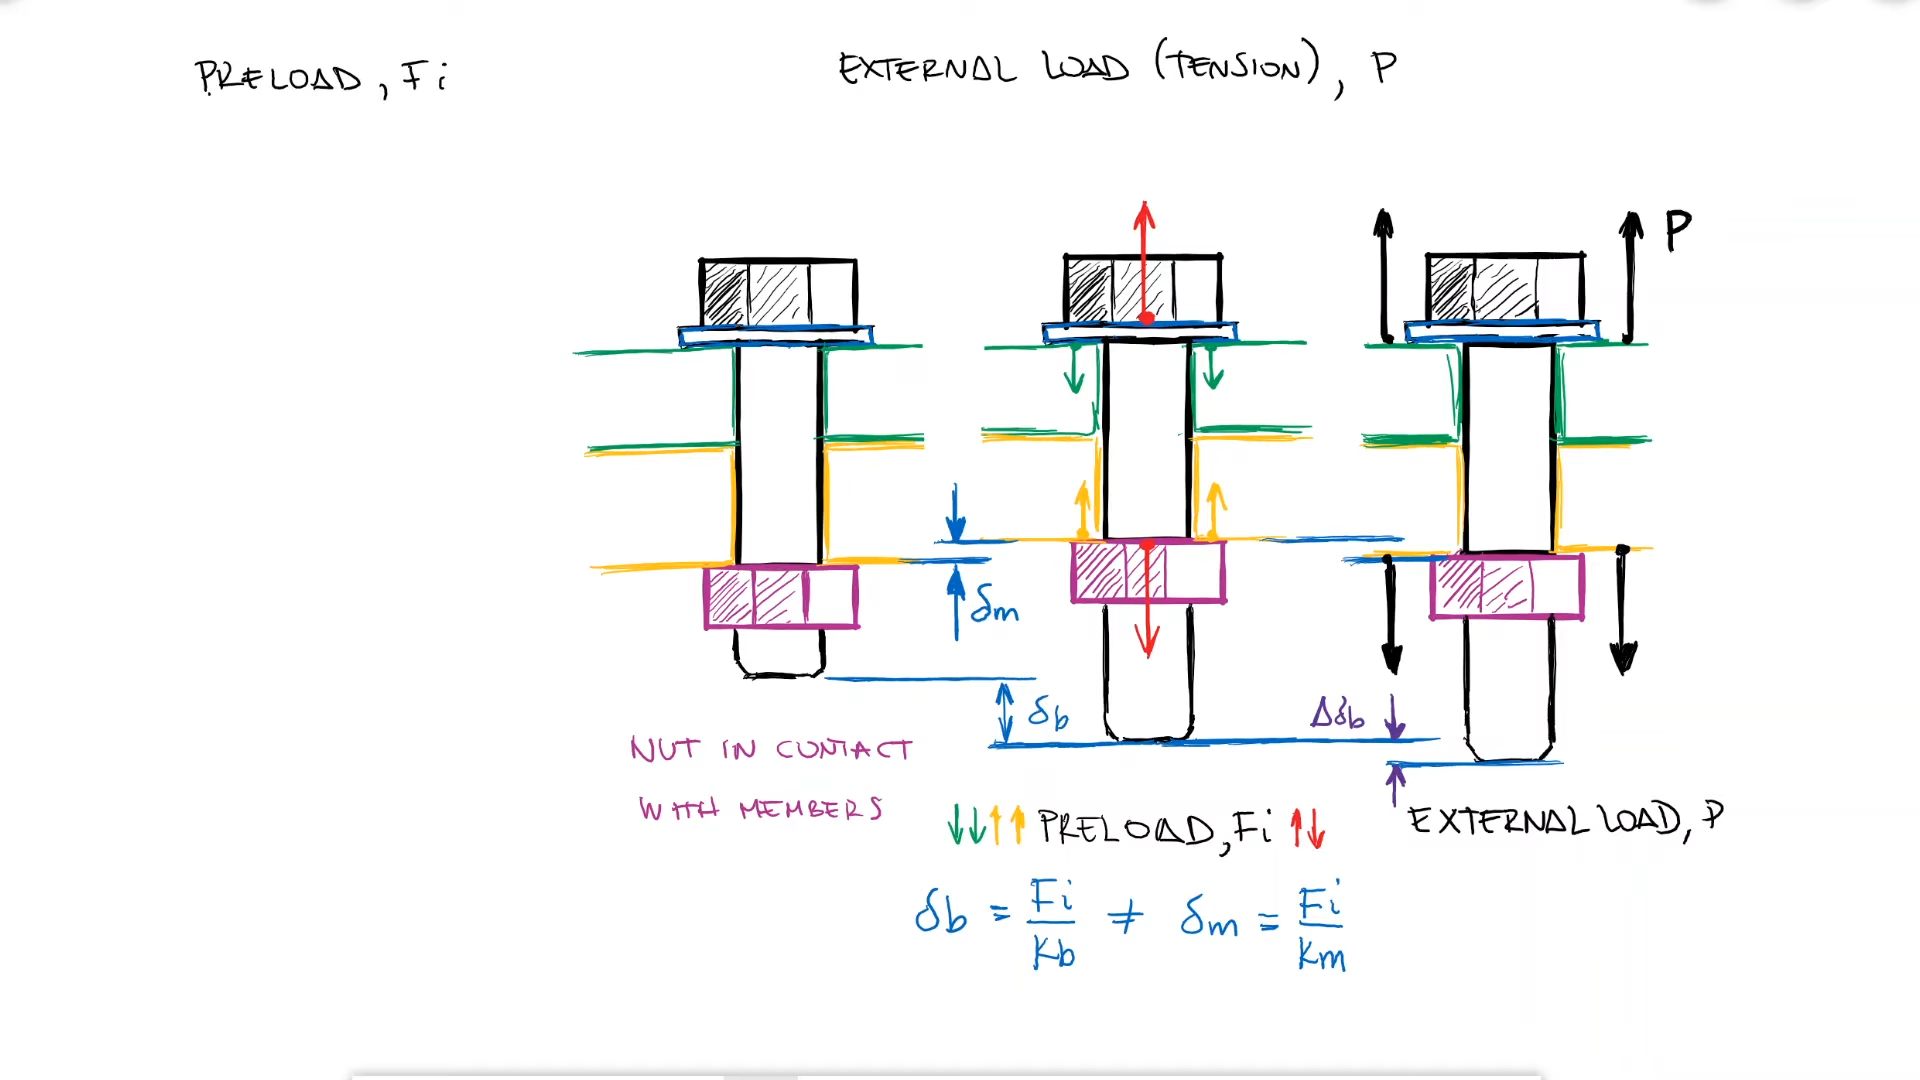 PRELOAD, Fi
EXTERNAL LOAD (TENSION), P
P
δm
δb
Δδb
NUT IN CONTACT
WITH MEMBERS
↓↓↑↑ PRELOAD, Fi ↑↓
EXTERNAL LOAD, P
δb = Fi/kb ≠ δm = Fi/km